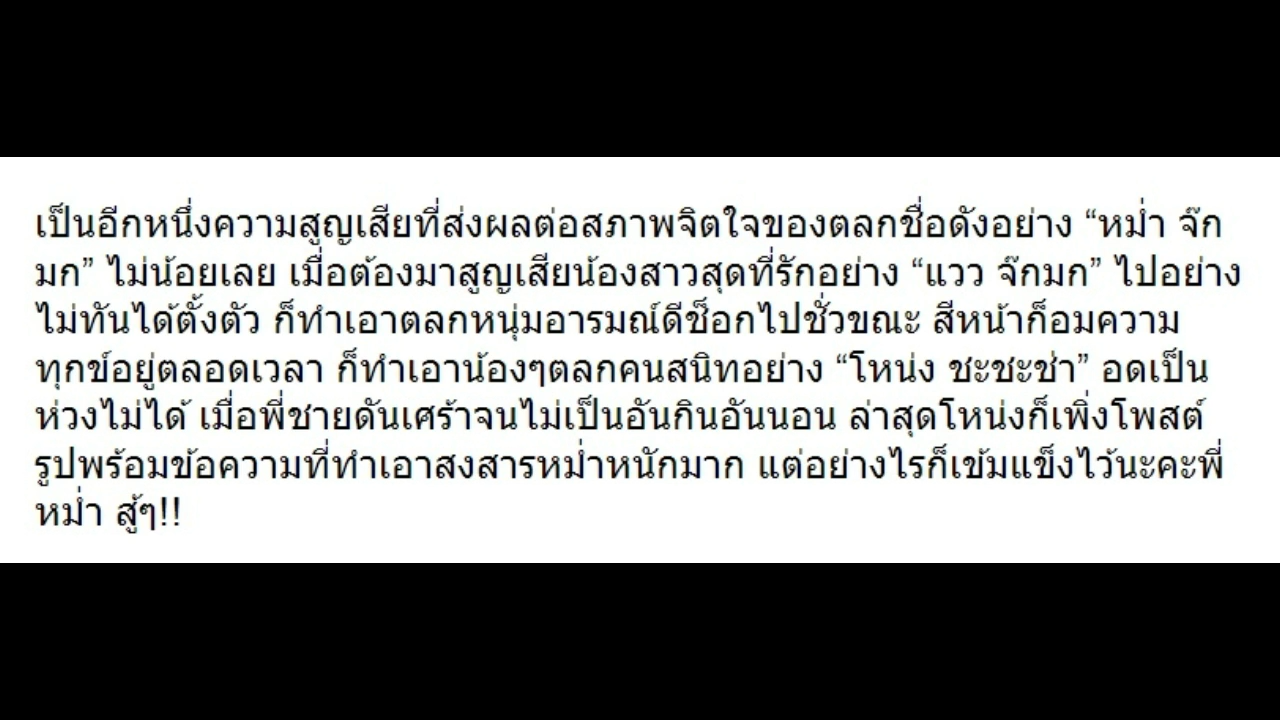 เป็นอีกหนึ่งความสูญเสียที่ส่งผลต่อสภาพจิตใจของตลกชื่อดังอย่าง “หม่ำ จ๊ก
มก” ไม่น้อยเลย เมื่อต้องมาสูญเสียน้องสาวสุดที่รักอย่าง “แวว จ๊กมก” ไปอย่าง
ไม่ทันได้ตั้งตัว ก็ทำเอาตลกหนุ่มอารมณ์ดีช็อกไปชั่วขณะ สีหน้าก็อมความ
ทุกข์อยู่ตลอดเวลา ก็ทำเอาน้องๆตลกคนสนิทอย่าง “โหน่ง ชะชะช่า” อดเป็น
ห่วงไม่ได้ เมื่อพี่ชายดันเศร้าจนไม่เป็นอันกินอันนอน ล่าสุดโหน่งก็เพิ่งโพสต์
รูปพร้อมข้อความที่ทำเอาสงสารหม่ำหนักมาก แต่อย่างไรก็เข้มแข็งไว้นะคะพี่
หม่ำ สู้ๆ!!